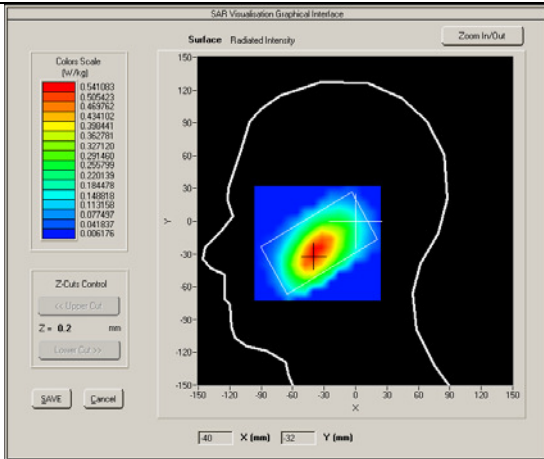 SAR Visualisation Graphical Interface
Surface Radiated Intensity
Zoom In/Out
Colors Scale
(W/kg)
0.541083
0.505423
0.469762
0.434102
0.398441
0.362781
0.327120
0.291460
0.255799
0.220139
0.184478
0.148818
0.113158
0.077497
0.041837
0.006176
Z-Cuts Control
<< Upper Cut
Z = 0.2 mm
Lower Cut >>
SAVE
Cancel
150
120
90
60
30
0
-30
-60
-90
-120
-150
Y
-150 -120 -90 -60 -30 0 30 60 90 120 150
X
-40 X (mm) -32 Y (mm)